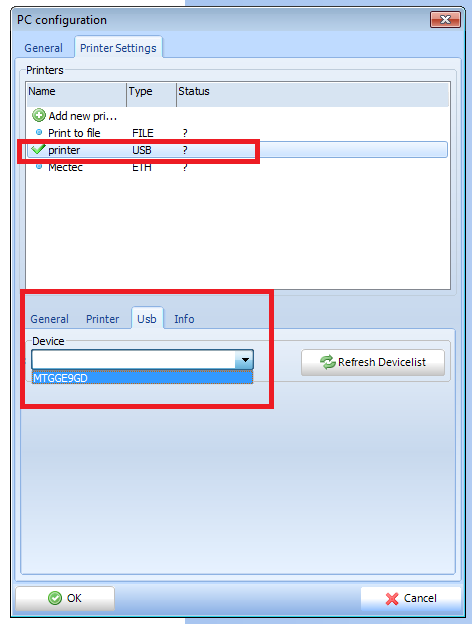 PC configuration
General Printer Settings
Printers
Name Type Status
Add new pri...
Print to file FILE ?
printer USB ?
Mectec ETH ?
General Printer Usb Info
Device
Refresh Devicelist
MTGGE9GD
OK Cancel